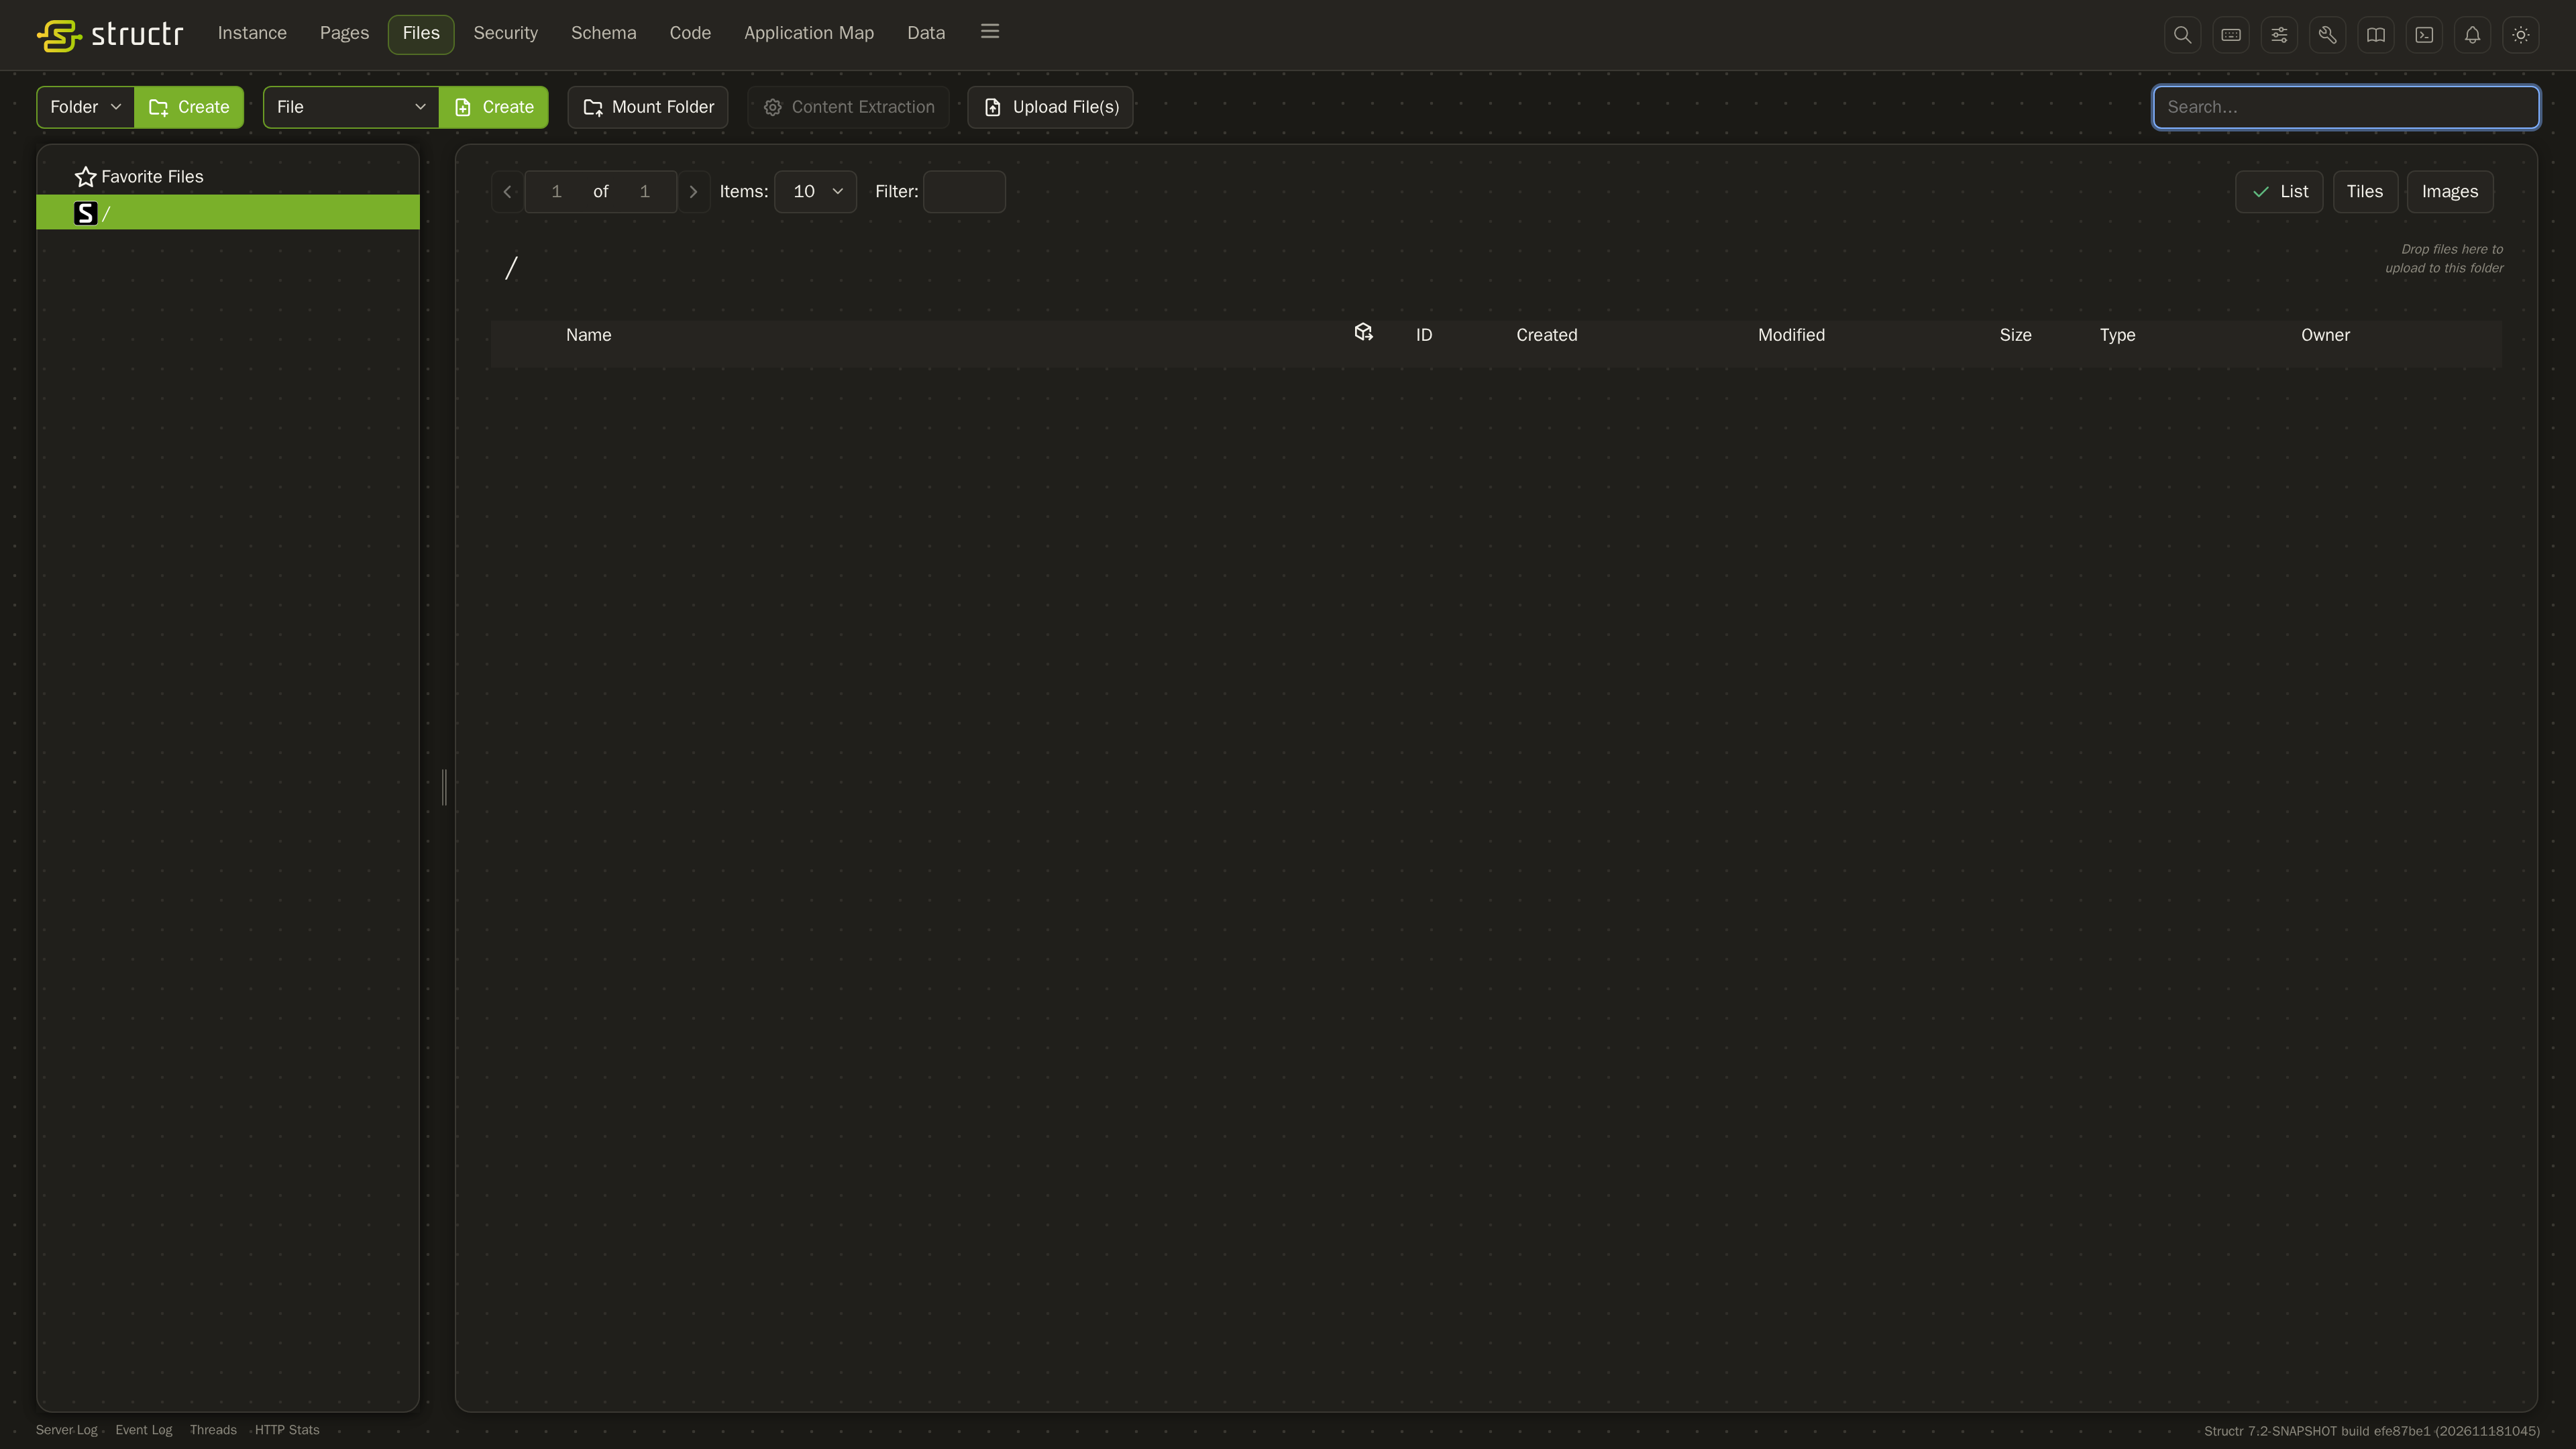 structr Instance Pages Files Security Schema Code Application Map Data
Folder Create File Create Mount Folder Content Extraction Upload File(s) Search...
Favorite Files
S /
1 of 1 Items: 10 Filter: List Tiles Images
/
Drop files here to
upload to this folder
Name ID Created Modified Size Type Owner
Server Log Event Log Threads HTTP Stats
Structr 7.2-SNAPSHOT build efe87be1 (202611181045)